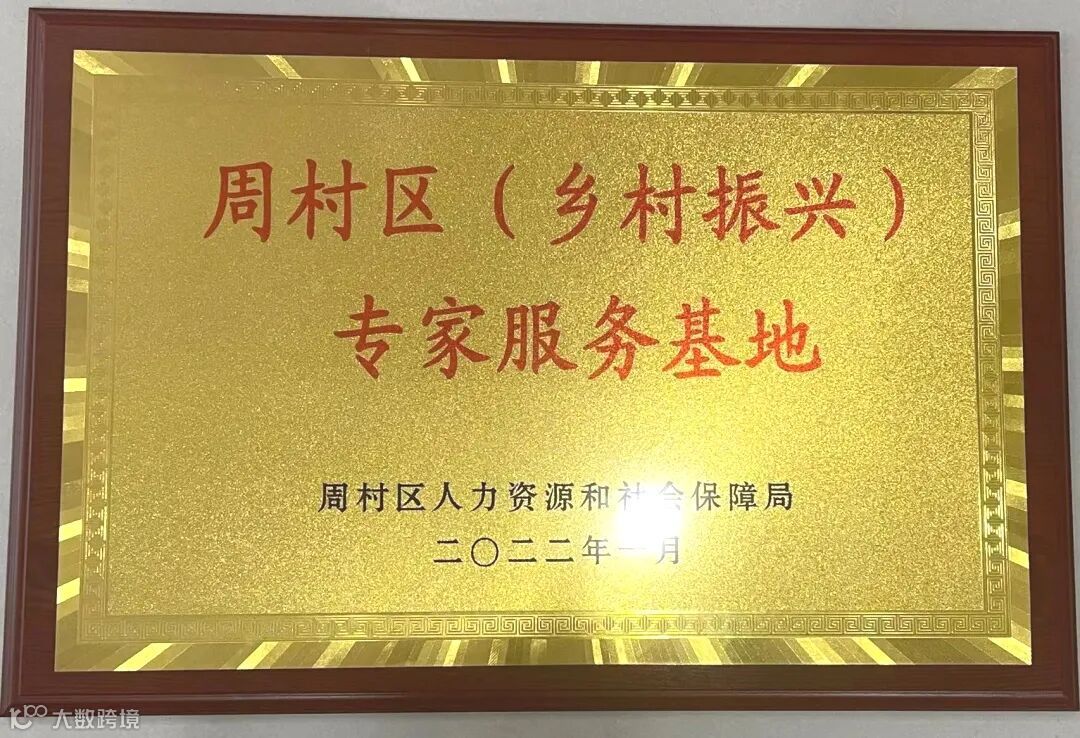 周村区（乡村振兴）
专家服务基地
周村区人力资源和社会保障局
二〇二二年一月
大数跨境